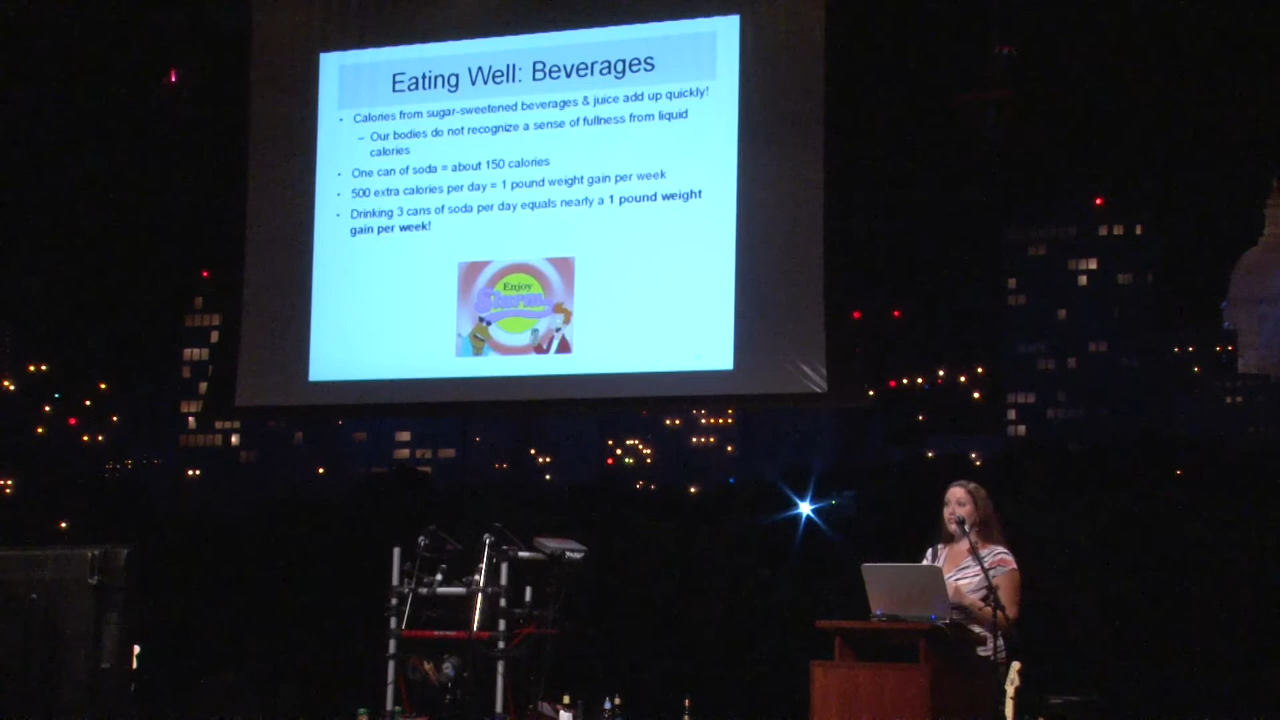 Eating Well: Beverages
• Calories from sugar-sweetened beverages & juice add up quickly!
– Our bodies do not recognize a sense of fullness from liquid
calories
• One can of soda = about 150 calories
• 500 extra calories per day = 1 pound weight gain per week
• Drinking 3 cans of soda per day equals nearly a 1 pound weight
gain per week!
Enjoy
Slurm